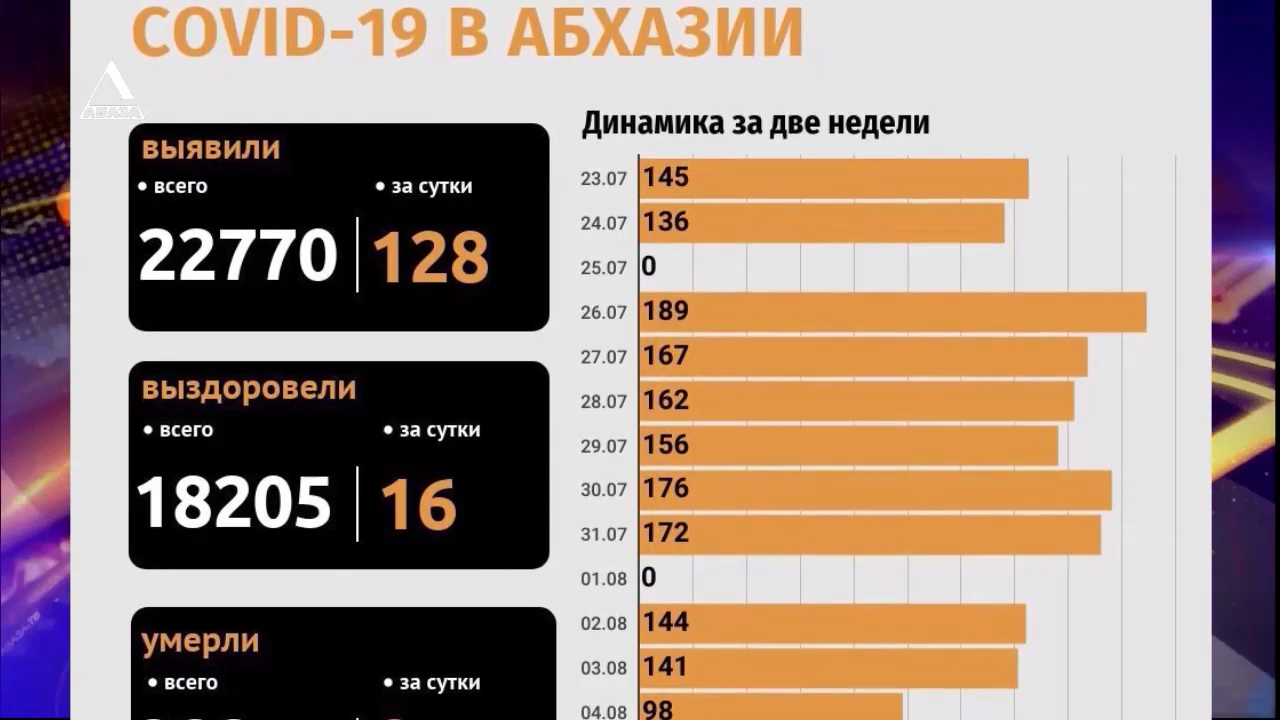 COVID-19 В АБХАЗИИ
АБАЗА
выявили
• всего • за сутки
22770 128
выздоровели
• всего • за сутки
18205 16
умерли
• всего • за сутки
Динамика за две недели
23.07 145
24.07 136
25.07 0
26.07 189
27.07 167
28.07 162
29.07 156
30.07 176
31.07 172
01.08 0
02.08 144
03.08 141
04.08 98